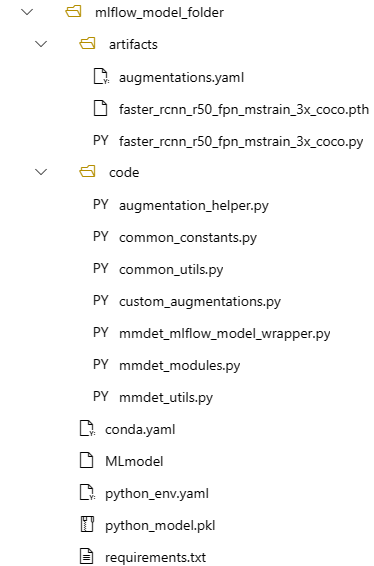 mlflow_model_folder
artifacts
augmentations.yaml
faster_rcnn_r50_fpn_mstrain_3x_coco.pth
PY faster_rcnn_r50_fpn_mstrain_3x_coco.py
code
PY augmentation_helper.py
PY common_constants.py
PY common_utils.py
PY custom_augmentations.py
PY mmdet_mlflow_model_wrapper.py
PY mmdet_modules.py
PY mmdet_utils.py
conda.yaml
MLmodel
python_env.yaml
python_model.pkl
requirements.txt